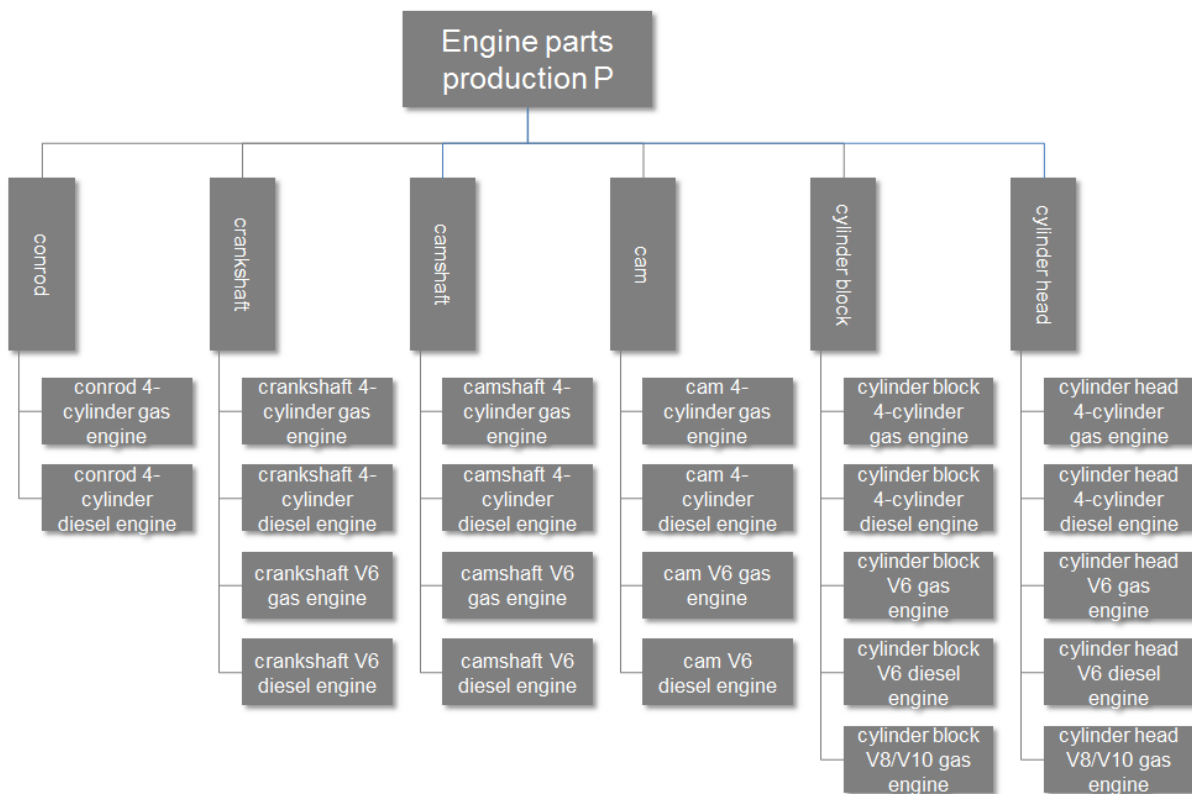 Engine parts
production P
conrod
crankshaft
camshaft
cam
cylinder block
cylinder head
conrod 4-
cylinder gas
engine
conrod 4-
cylinder
diesel engine
crankshaft 4-
cylinder gas
engine
crankshaft 4-
cylinder
diesel engine
crankshaft V6
gas engine
crankshaft V6
diesel engine
camshaft 4-
cylinder gas
engine
camshaft 4-
cylinder
diesel engine
camshaft V6
gas engine
camshaft V6
diesel engine
cam 4-
cylinder gas
engine
cam 4-
cylinder
diesel engine
cam V6 gas
engine
cam V6
diesel engine
cylinder block
4-cylinder
gas engine
cylinder block
4-cylinder
diesel engine
cylinder block
V6 gas
engine
cylinder block
V6 diesel
engine
cylinder block
V8/V10 gas
engine
cylinder head
4-cylinder
gas engine
cylinder head
4-cylinder
diesel engine
cylinder head
V6 gas
engine
cylinder head
V6 diesel
engine
cylinder head
V8/V10 gas
engine